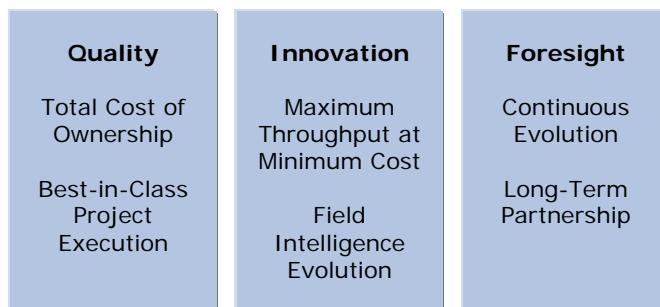 Quality
Total Cost of
Ownership
Best-in-Class
Project
Execution
Innovation
Maximum
Throughput at
Minimum Cost
Field
Intelligence
Evolution
Foresight
Continuous
Evolution
Long-Term
Partnership